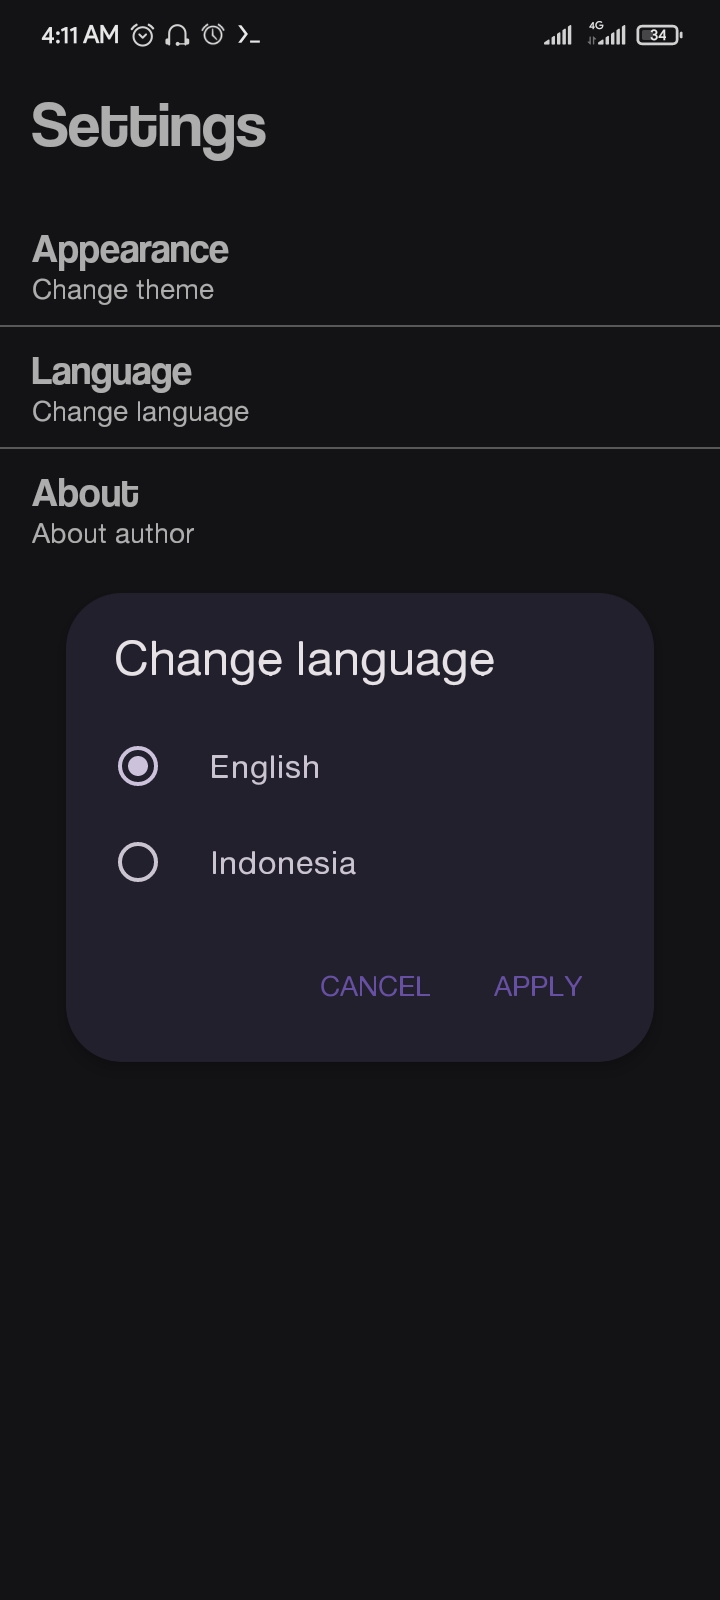 4:11 AM
4G
34
Settings
Appearance
Change theme
Language
Change language
About
About author
Change language
English
Indonesia
CANCEL APPLY